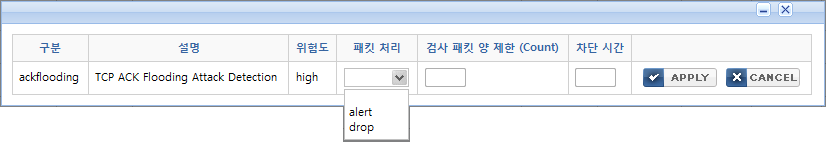 구분 설명 위험도 패킷 처리 검사 패킷 양 제한 (Count) 차단 시간
ackflooding TCP ACK Flooding Attack Detection high APPLY CANCEL
alert
drop